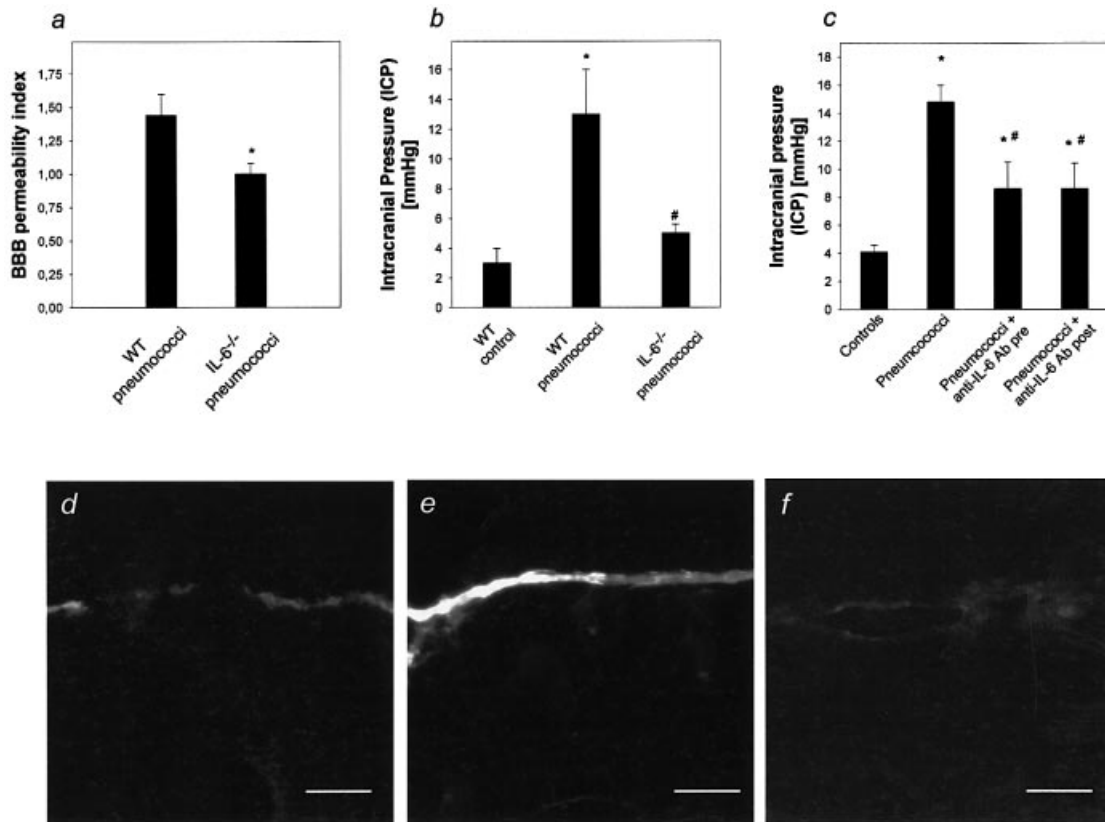 a
BBB permeability index
1,75
1,50
1,25
1,00
0,75
0,50
0,25
0,00
*
WT
pneumococci
IL-6-/-
pneumococci
b
Intracranial Pressure (ICP)
[mmHg]
16
14
12
10
8
6
4
2
0
*
#
WT
control
WT
pneumococci
IL-6-/-
pneumococci
c
Intracranial pressure
(ICP) [mmHg]
18
16
14
12
10
8
6
4
2
0
*
* #
* #
Controls
Pneumcococci
Pneumococci +
anti-IL-6 Ab pre
Pneumococci +
anti-IL-6 Ab post
d
e
f